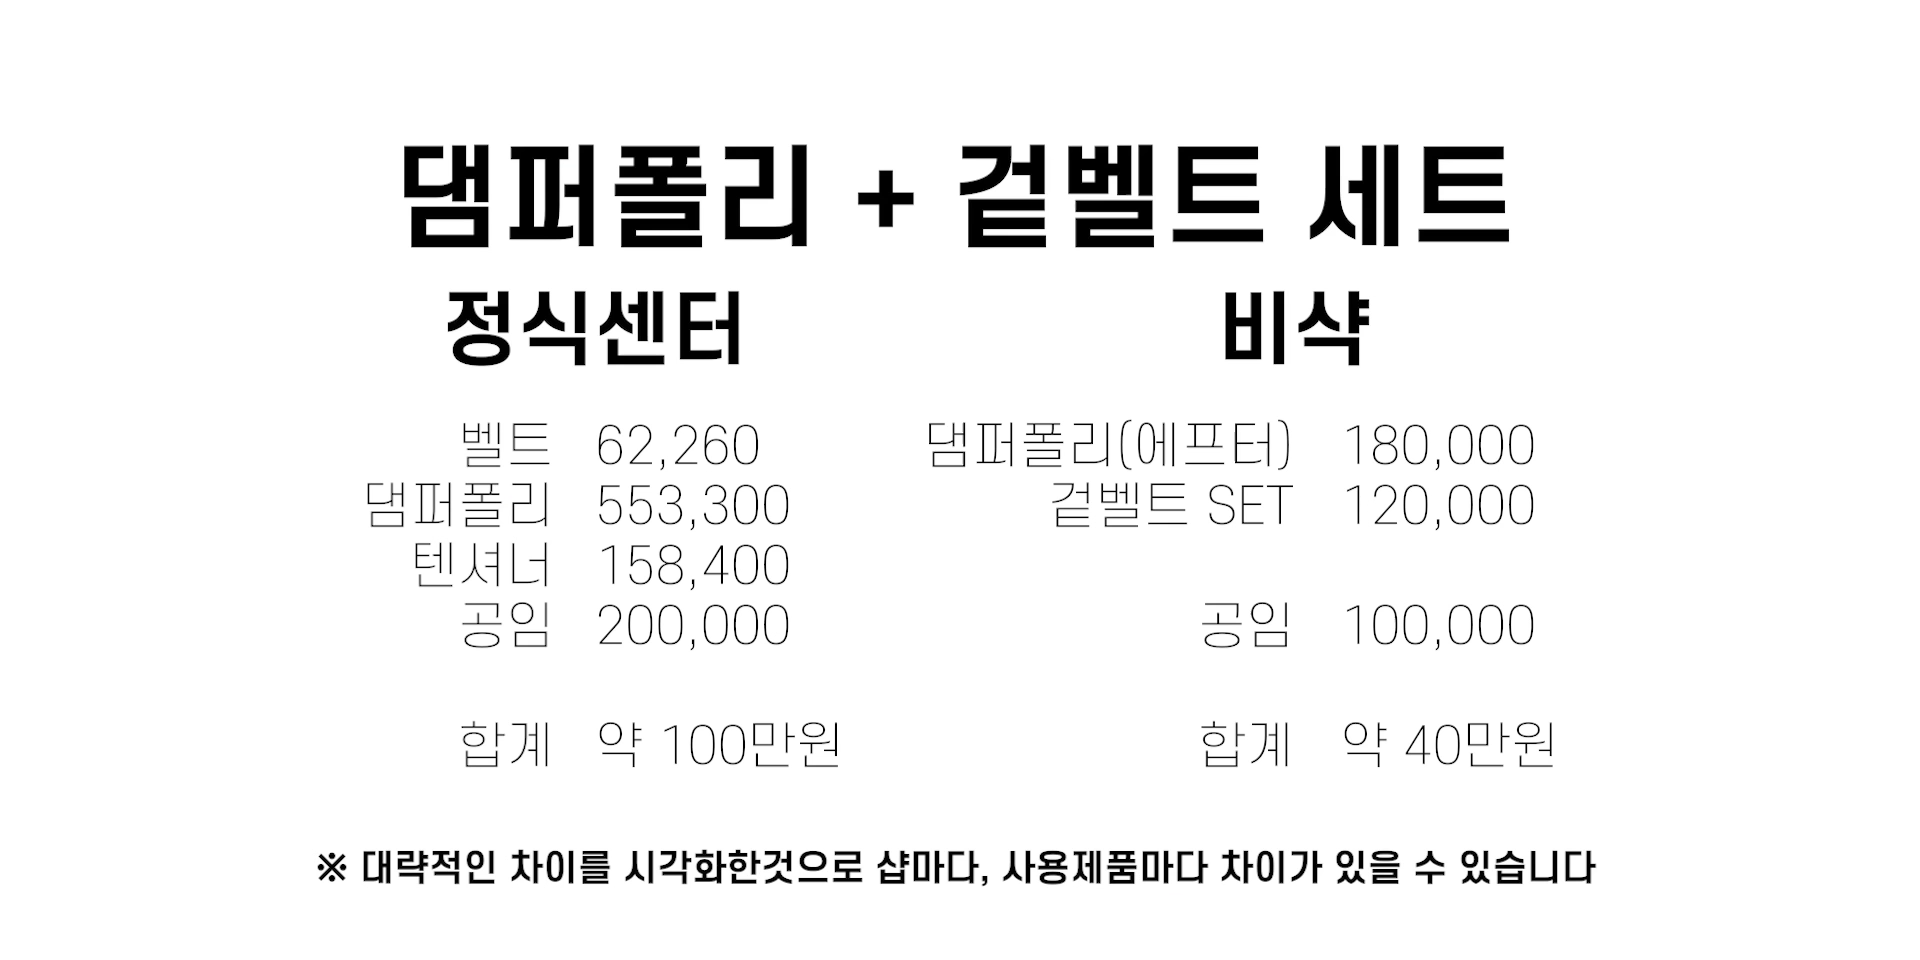 댐퍼폴리 + 겉벨트 세트
정식센터
벨트 62,260
댐퍼폴리 553,300
텐셔너 158,400
공임 200,000
합계 약 100만원
비샥
댐퍼폴리(에프터) 180,000
겉벨트 SET 120,000
공임 100,000
합계 약 40만원
※ 대략적인 차이를 시각화한것으로 샵마다, 사용제품마다 차이가 있을 수 있습니다